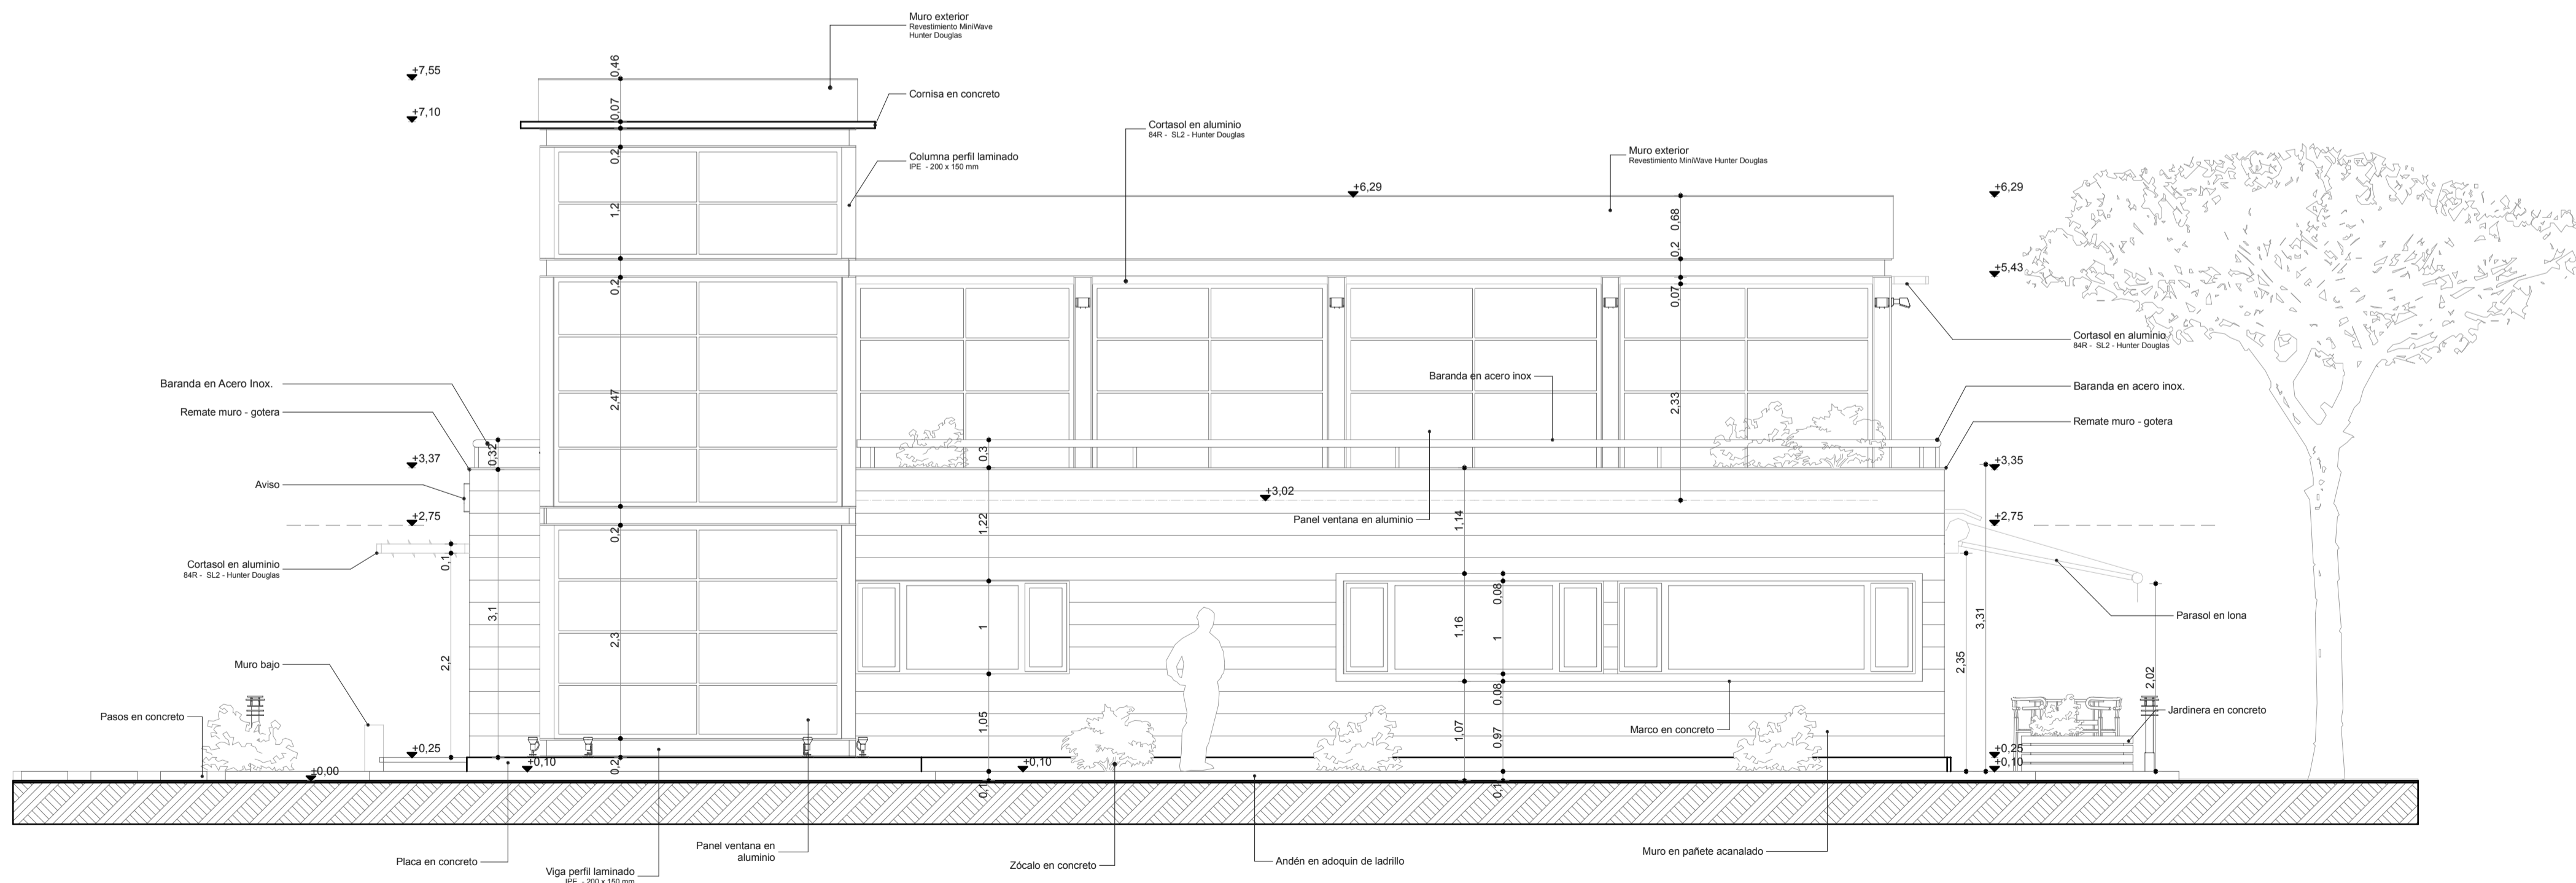 Muro exterior
Revestimiento MiniWave
Hunter Douglas
+7,55
0,46
Cornisa en concreto
+7,10
0,07
Cortasol en aluminio
84R - SL2 - Hunter Douglas
Columna perfil laminado
IPE - 200 x 150 mm
0,2
Muro exterior
Revestimiento MiniWave Hunter Douglas
+6,29
+6,29
1,2
0,68
0,2
+5,43
0,2
0,07
Cortasol en aluminio
84R - SL2 - Hunter Douglas
Baranda en Acero Inox.
Baranda en acero inox
Baranda en acero inox.
2,47
2,33
Remate muro - gotera
Remate muro - gotera
0,32
0,3
+3,37
+3,35
Aviso
+3,02
+2,75
Panel ventana en aluminio
+2,75
1,22
1,14
0,2
0,1
Cortasol en aluminio
84R - SL2 - Hunter Douglas
0,08
3,1
1
1,16
1
3,31
Parasol en lona
2,3
2,2
2,35
Muro bajo
2,02
0,08
Pasos en concreto
Jardinera en concreto
1,05
1,07
0,97
Marco en concreto
+0,25
+0,25
+0,10
+0,10
+0,10
+0,00
0,2
0,1
0,1
Panel ventana en
aluminio
Placa en concreto
Viga perfil laminado
IPE - 200 x 150 mm
Zócalo en concreto
Andén en adoquin de ladrillo
Muro en pañete acanalado